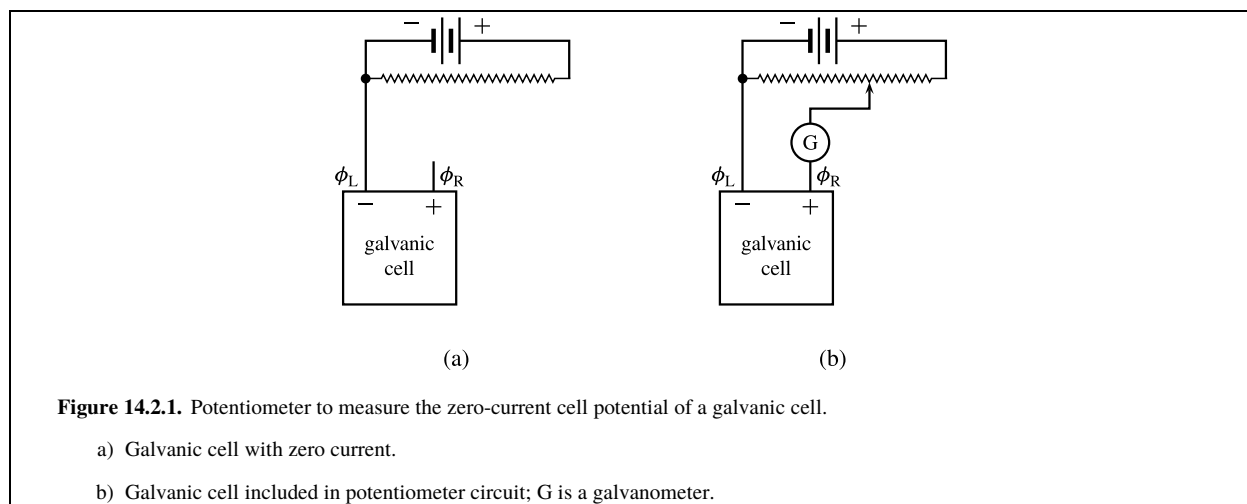 − +
− +
G
ϕL ϕR
ϕL ϕR
− +
− +
galvanic
cell
galvanic
cell
(a)
(b)
Figure 14.2.1. Potentiometer to measure the zero-current cell potential of a galvanic cell.
a) Galvanic cell with zero current.
b) Galvanic cell included in potentiometer circuit; G is a galvanometer.